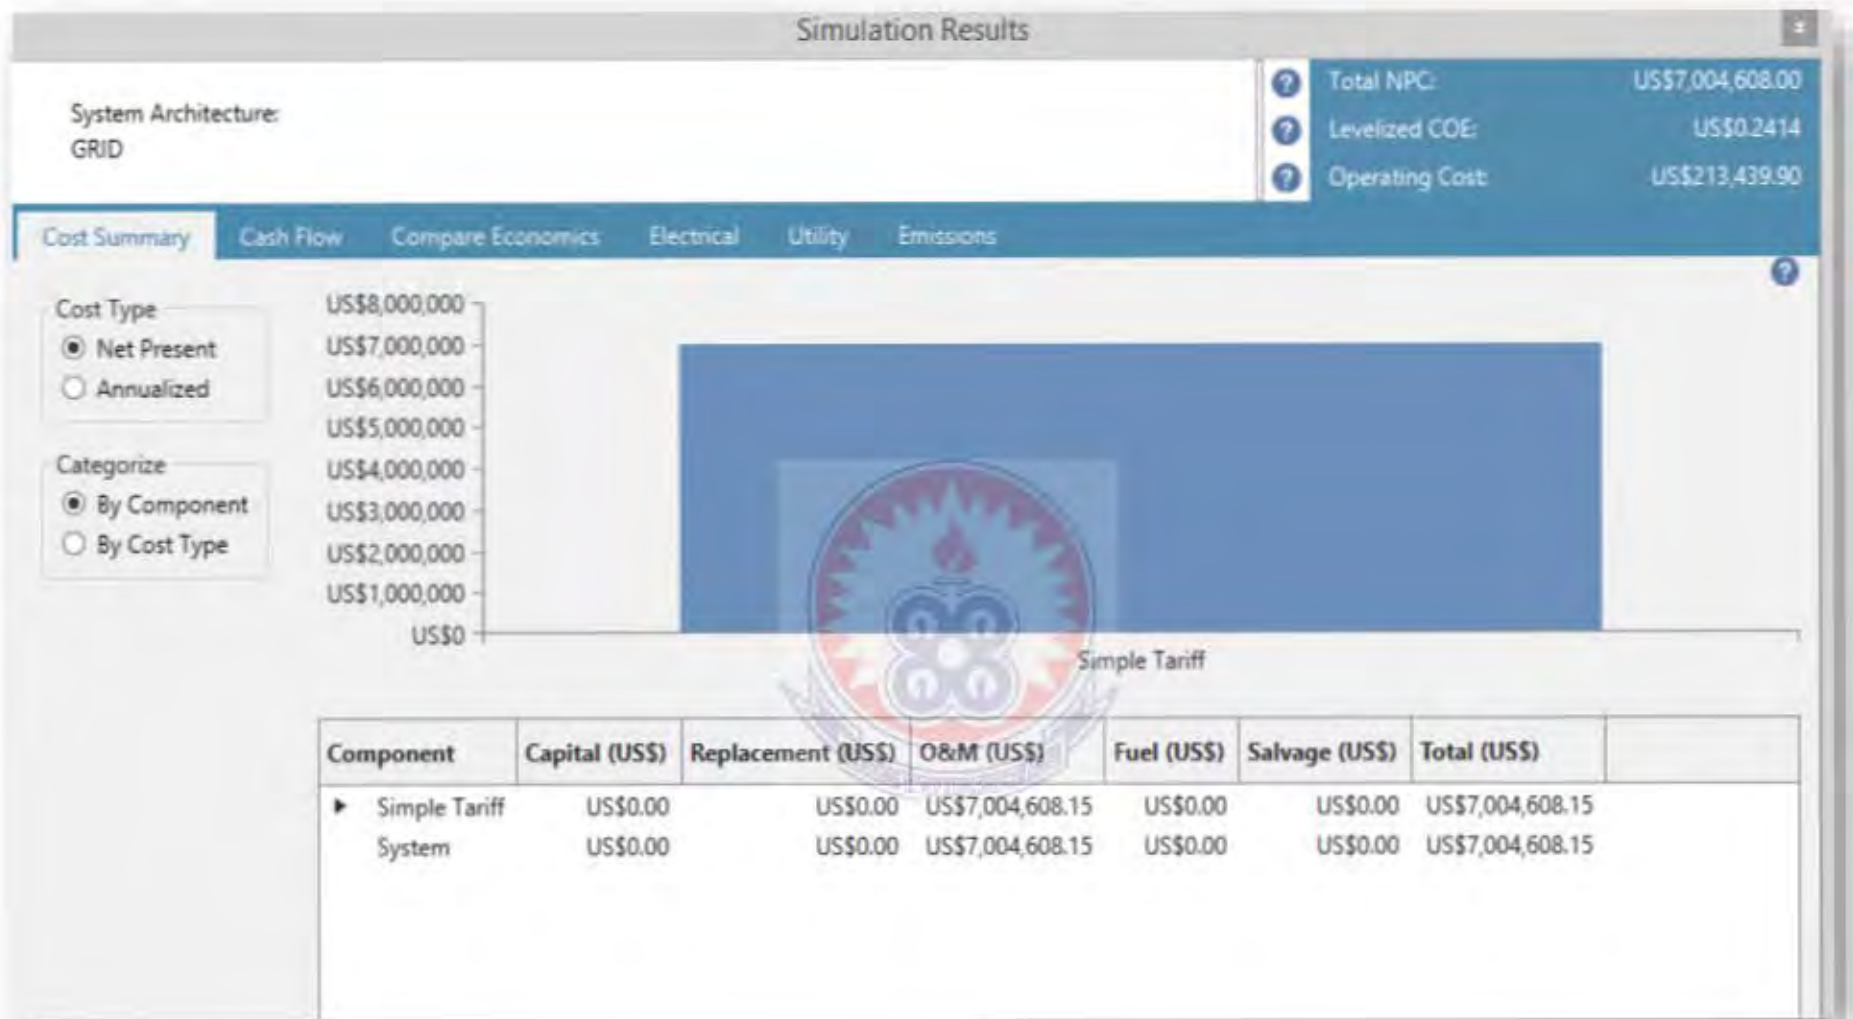 Simulation Results
System Architecture:
GRID
Total NPC: US$7,004,608.00
Levelized COE: US$0.2414
Operating Cost: US$213,439.90
Cost Summary Cash Flow Compare Economics Electrical Utility Emissions
Cost Type
Net Present
Annualized
Categorize
By Component
By Cost Type
US$8,000,000
US$7,000,000
US$6,000,000
US$5,000,000
US$4,000,000
US$3,000,000
US$2,000,000
US$1,000,000
US$0
Simple Tariff
Component Capital (US$) Replacement (US$) O&M (US$) Fuel (US$) Salvage (US$) Total (US$)
Simple Tariff US$0.00 US$0.00 US$7,004,608.15 US$0.00 US$0.00 US$7,004,608.15
System US$0.00 US$0.00 US$7,004,608.15 US$0.00 US$0.00 US$7,004,608.15